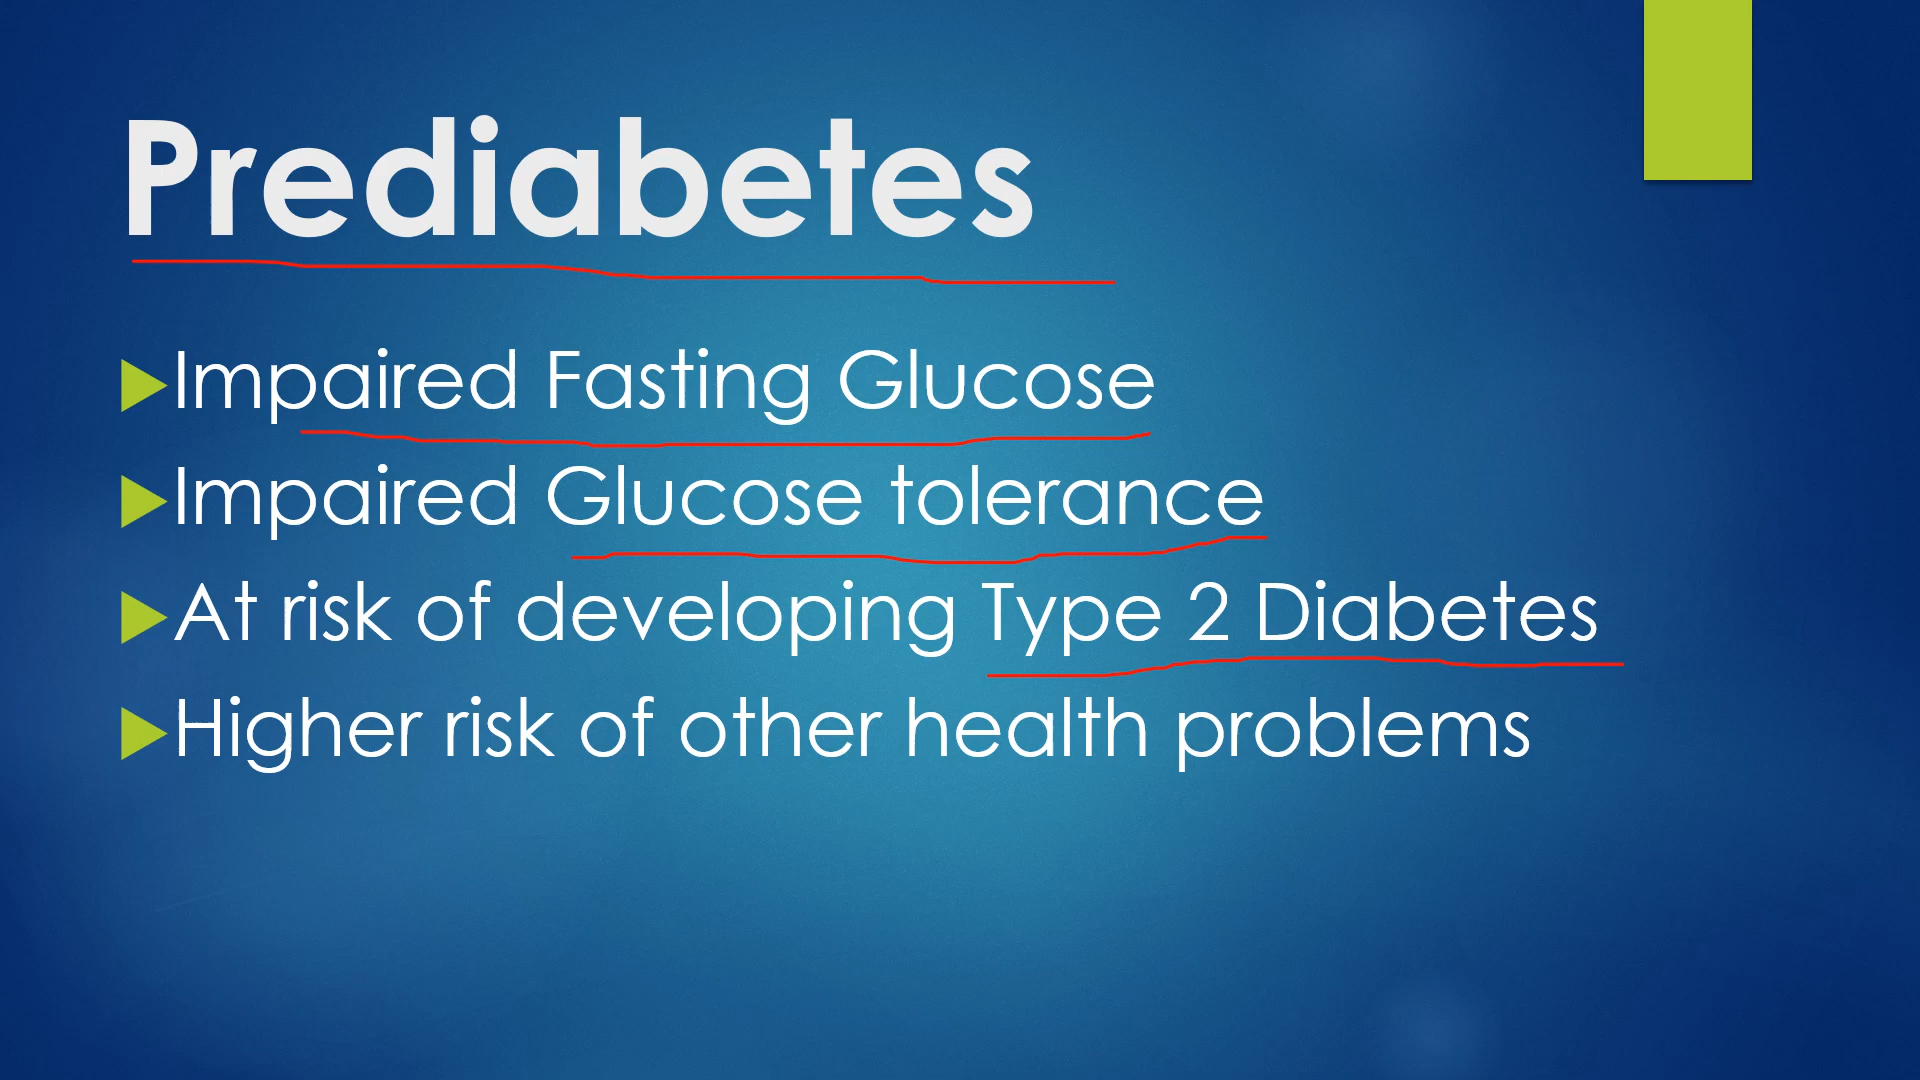 Prediabetes
Impaired Fasting Glucose
Impaired Glucose tolerance
At risk of developing Type 2 Diabetes
Higher risk of other health problems